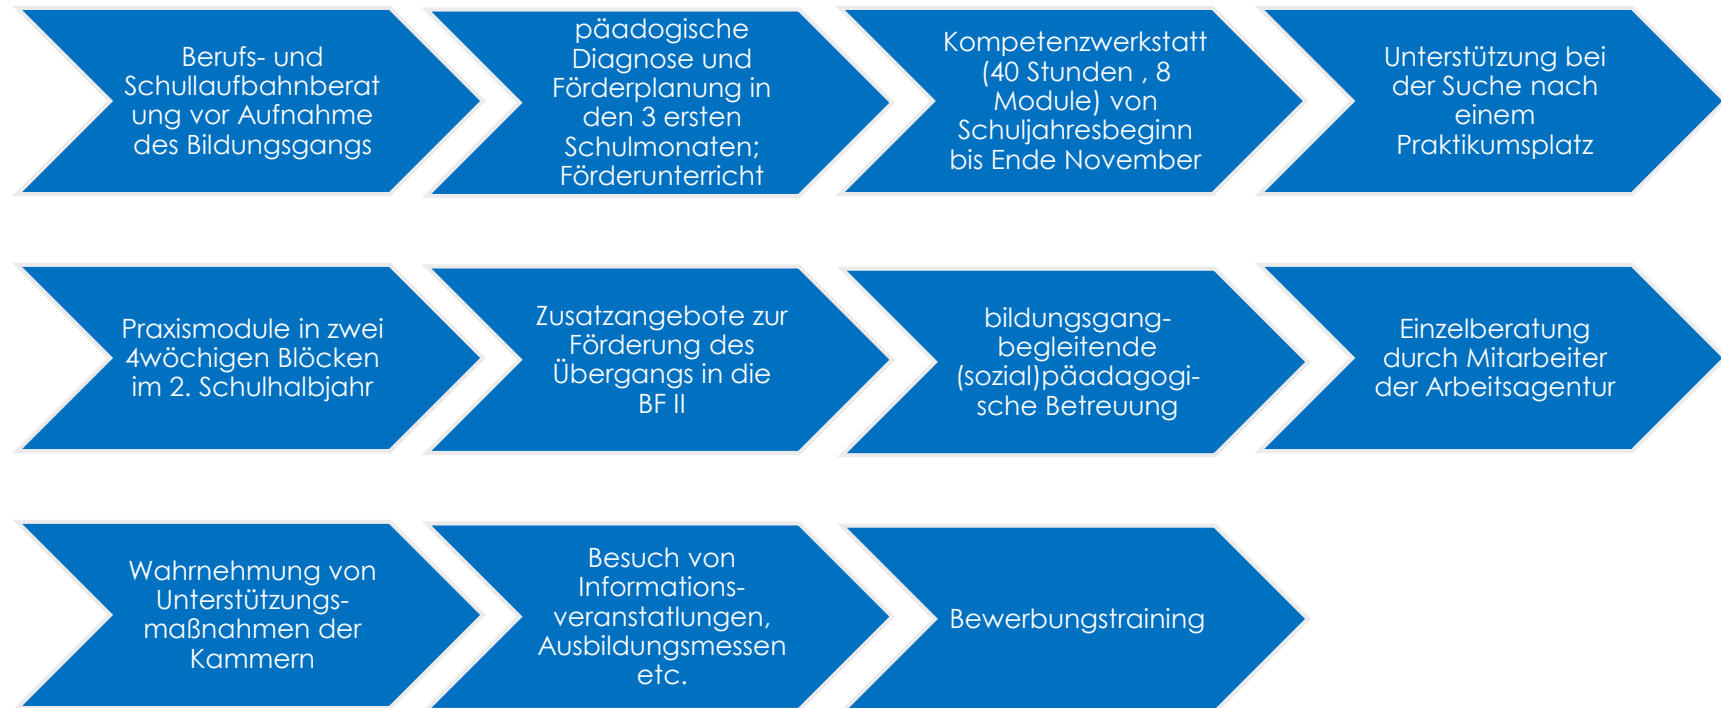 Berufs- und
Schullaufbahnberat
ung vor Aufnahme
des Bildungsgangs
päadogische
Diagnose und
Förderplanung in
den 3 ersten
Schulmonaten;
Förderunterricht
Kompetenzwerkstatt
(40 Stunden , 8
Module) von
Schuljahresbeginn
bis Ende November
Unterstützung bei
der Suche nach
einem
Praktikumsplatz
Praxismodule in zwei
4wöchigen Blöcken
im 2. Schulhalbjahr
Zusatzangebote zur
Förderung des
Übergangs in die
BF II
bildungsgang-
begleitende
(sozial)päadagogi-
sche Betreuung
Einzelberatung
durch Mitarbeiter
der Arbeitsagentur
Wahrnehmung von
Unterstützungs-
maßnahmen der
Kammern
Besuch von
Informations-
veranstatlungen,
Ausbildungsmessen
etc.
Bewerbungstraining